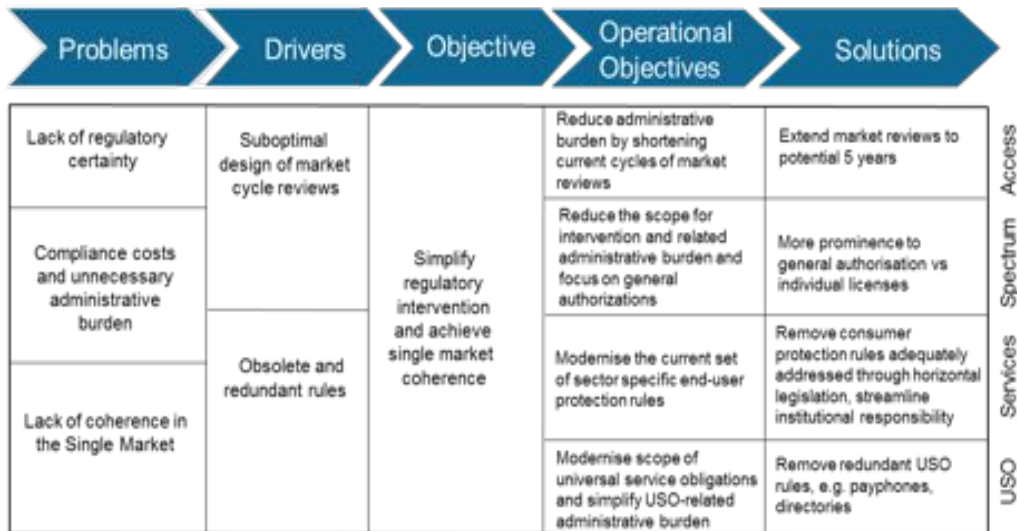 Problems
Drivers
Objective
Operational
Objectives
Solutions
Lack of regulatory
certainty
Compliance costs
and unnecessary
administrative
burden
Lack of coherence in
the Single Market
Suboptimal
design of market
cycle reviews
Obsolete and
redundant rules
Simplify
regulatory
intervention
and achieve
single market
coherence
Reduce administrative
burden by shortening
current cycles of market
reviews
Reduce the scope for
intervention and related
administrative burden and
focus on general
authorizations
Modernise the current set
of sector specific end-user
protection rules
Modernise scope of
universal service obligations
and simplify USO-related
administrative burden
Extend market reviews to
potential 5 years
More prominence to
general authorisation vs
individual licenses
Remove consumer
protection rules adequately
addressed through horizontal
legislation, streamline
institutional responsibility
Remove redundant USO
rules, e.g. payphones,
directories
Access
Spectrum
Services
USO